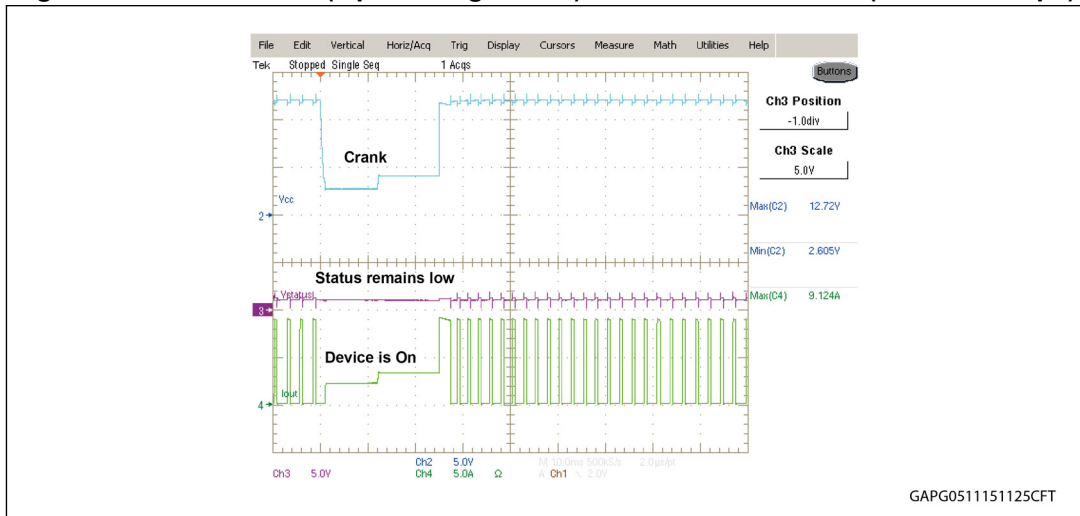 File Edit Vertical Horiz/Acq Trig Display Cursors Measure Math Utilities Help
Tek Stopped Single Seq 1 Acqs
Buttons
Ch3 Position
-1.0div
Ch3 Scale
5.0V
Crank
Vcc
2
Max(C2) 12.72V
Min(C2) 2.605V
Status remains low
Vstatus
Max(C4) 9.124A
3
Device is On
Iout
4
Ch2 5.0V M 10.0ms 500kS/s 2.0µs/pt
Ch3 5.0V Ch4 5.0A Ω A Ch1 2.0V
GAPG0511151125CFT